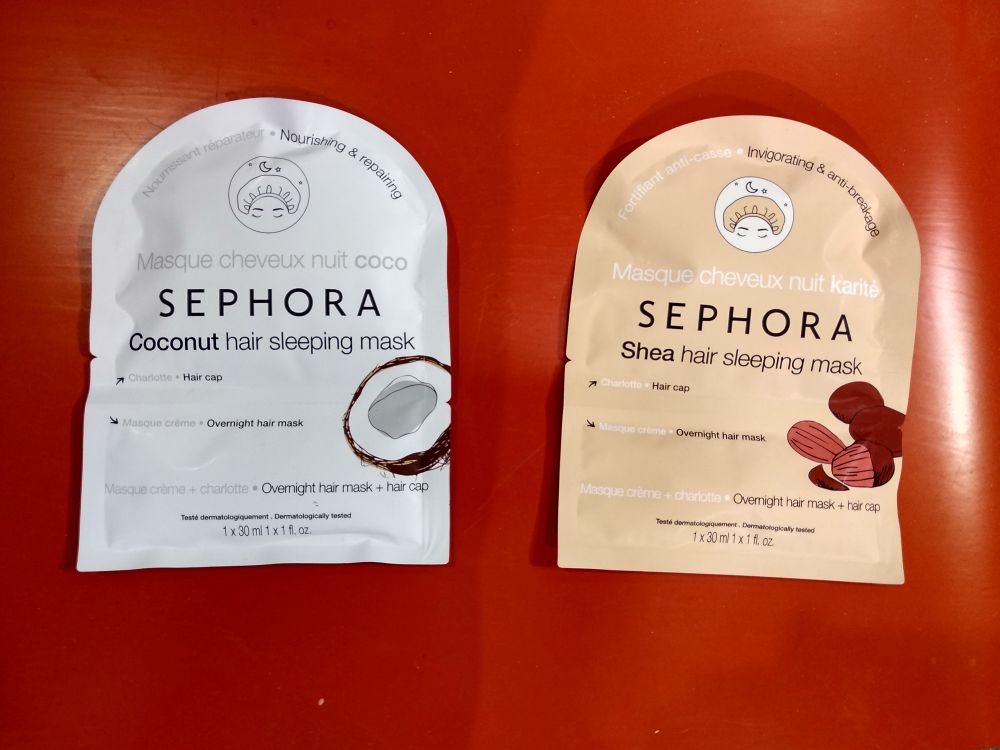 Nourissant réparateur • Nourishing & repairing
Masque cheveux nuit coco
SEPHORA
Coconut hair sleeping mask
Charlotte • Hair cap
Masque crème • Overnight hair mask
Masque crème + charlotte • Overnight hair mask + hair cap
Testé dermatologiquement . Dermatologically tested
1 x 30 ml 1 x 1 fl. oz.
Fortifiant anti-casse • Invigorating & anti-breakage
Masque cheveux nuit karité
SEPHORA
Shea hair sleeping mask
Charlotte • Hair cap
Masque crème • Overnight hair mask
Masque crème + charlotte • Overnight hair mask + hair cap
Testé dermatologiquement . Dermatologically tested
1 x 30 ml 1 x 1 fl. oz.